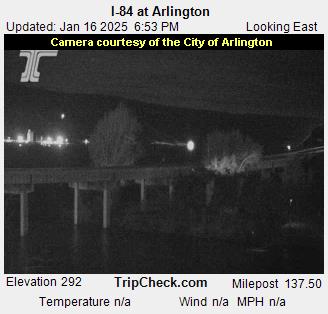 I-84 at Arlington
Updated: Jan 16 2025 6:53 PM Looking East
Camera courtesy of the City of Arlington
Elevation 292 TripCheck.com Milepost 137.50
Temperature n/a Wind n/a MPH n/a